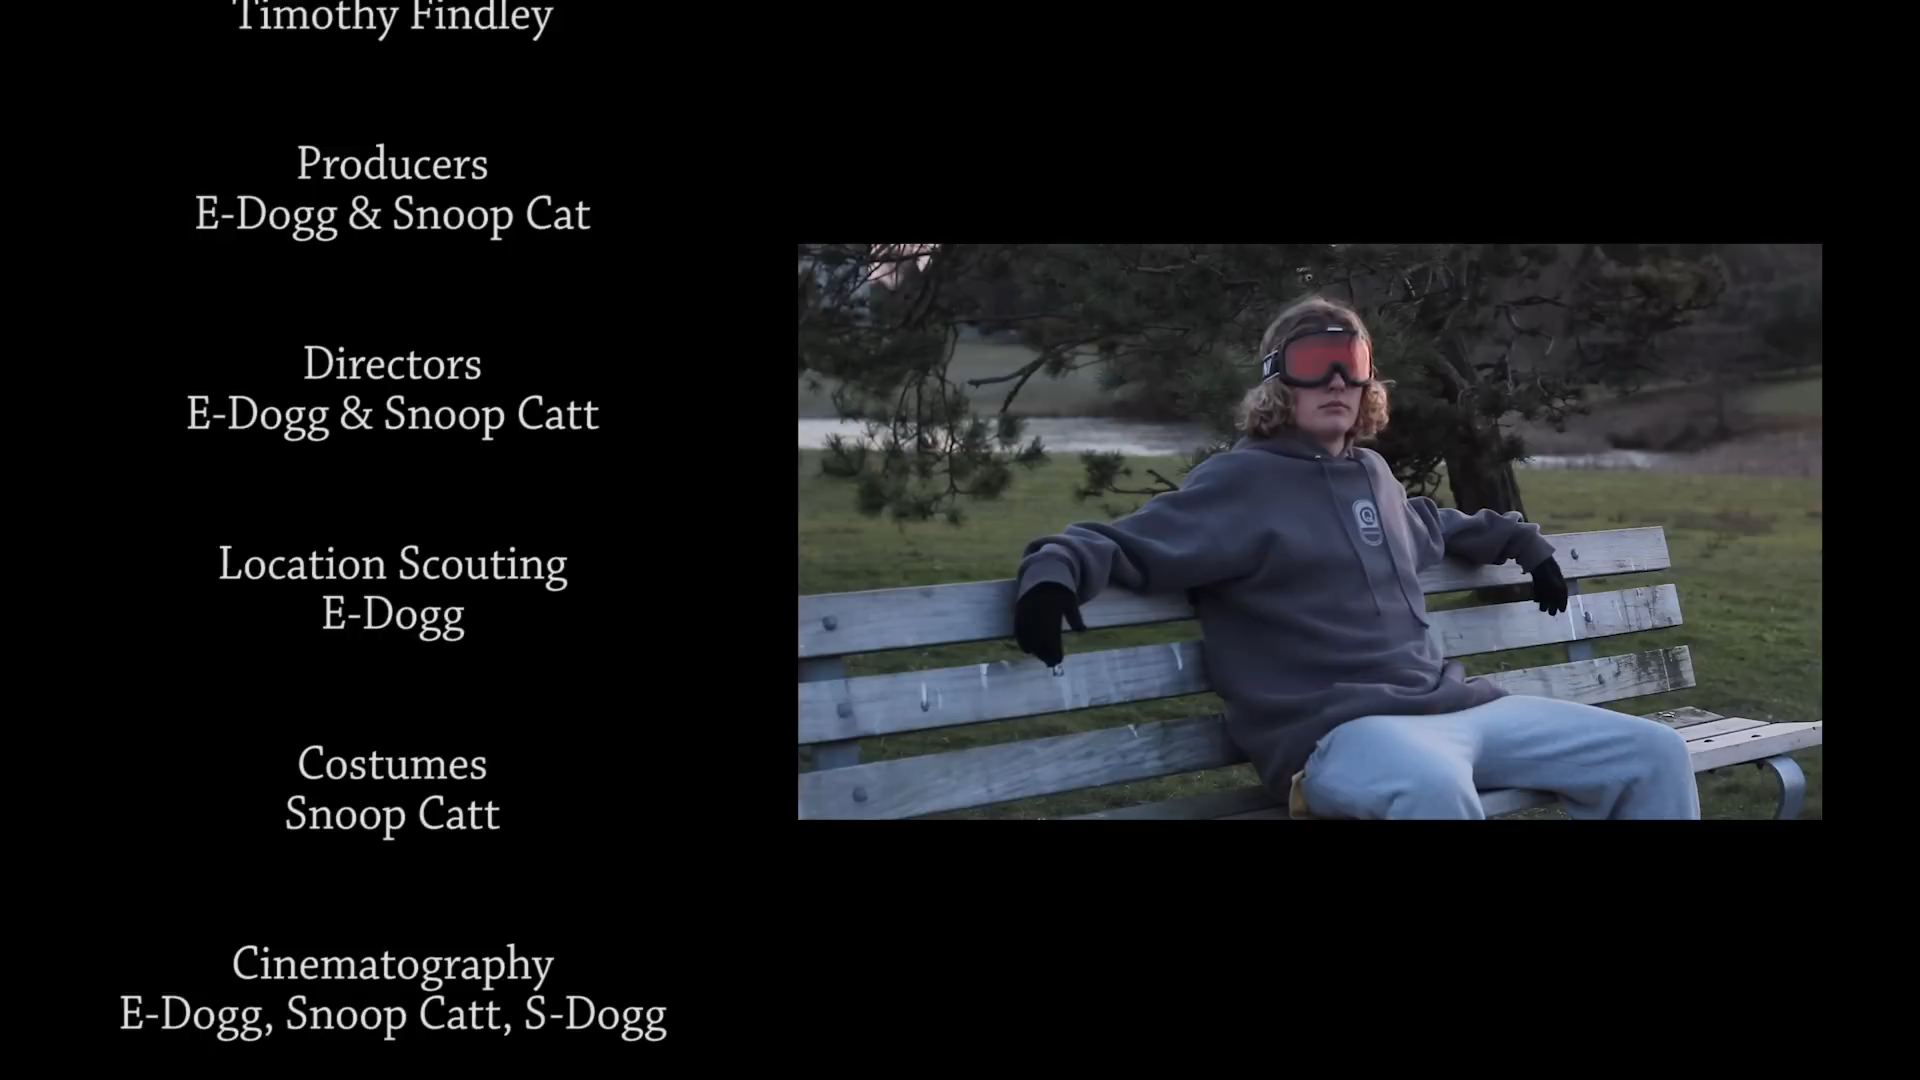 Timothy Findley
Producers
E-Dogg & Snoop Cat
Directors
E-Dogg & Snoop Catt
Location Scouting
E-Dogg
Costumes
Snoop Catt
Cinematography
E-Dogg, Snoop Catt, S-Dogg